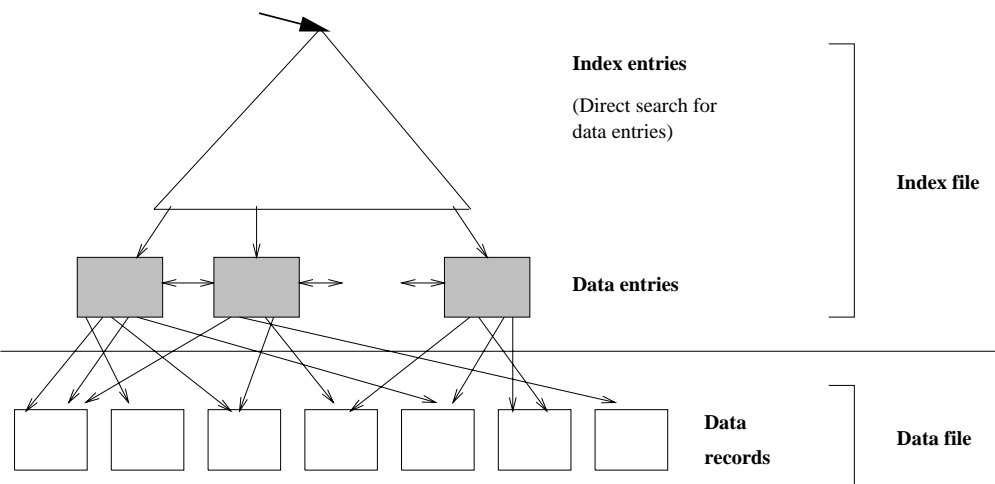 Index entries
(Direct search for
data entries)
Index file
Data entries
Data
records
Data file